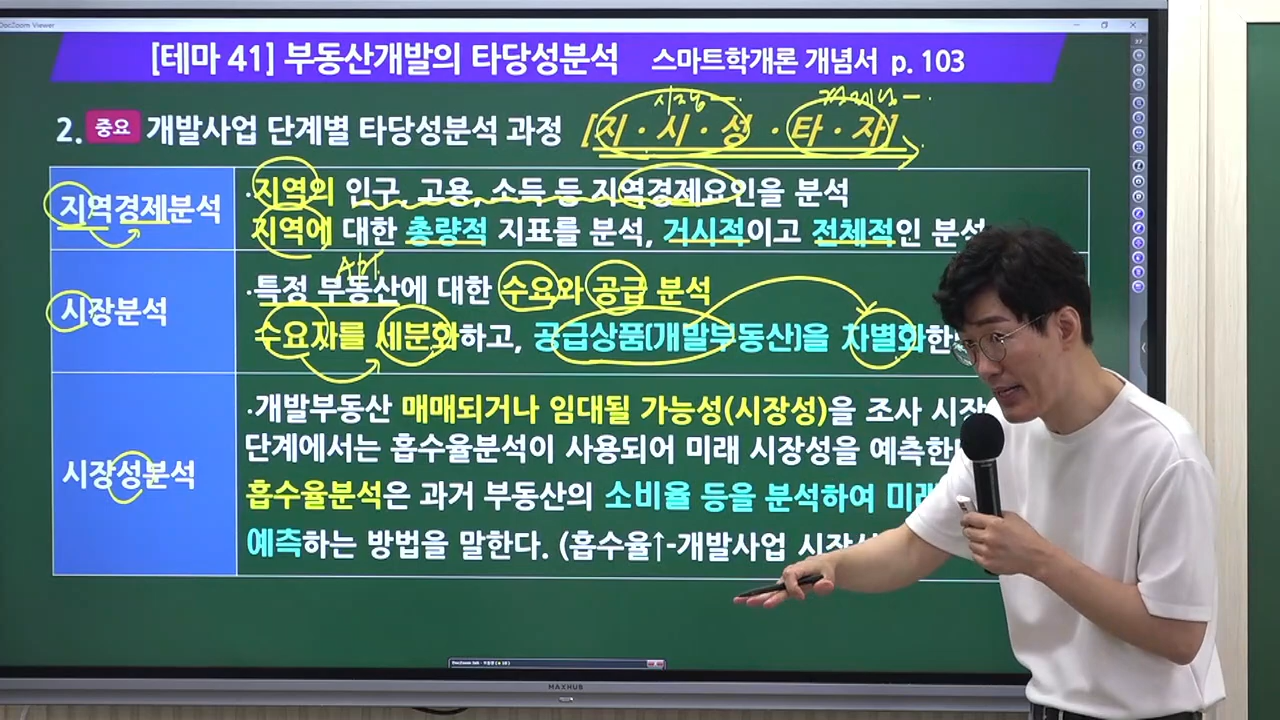 DocZoom Viewer
[테마 41] 부동산개발의 타당성분석 스마트학개론 개념서 p. 103
시장－.
2. 중요 개발사업 단계별 타당성분석 과정 [지·시·성 · 타·자]
지역경제분석
·지역의 인구, 고용, 소득 등 지역경제요인을 분석
지역에 대한 총량적 지표를 분석, 거시적이고 전체적인 분석
APT
시장분석
·특정 부동산에 대한 수요와 공급 분석
수요자를 세분화하고, 공급상품(개발부동산)을 차별화한
시장성분석
·개발부동산 매매되거나 임대될 가능성(시장성)을 조사 시장
단계에서는 흡수율분석이 사용되어 미래 시장성을 예측한
흡수율분석은 과거 부동산의 소비율 등을 분석하여 미래
예측하는 방법을 말한다. (흡수율↑-개발사업 시장성
MAXHUB